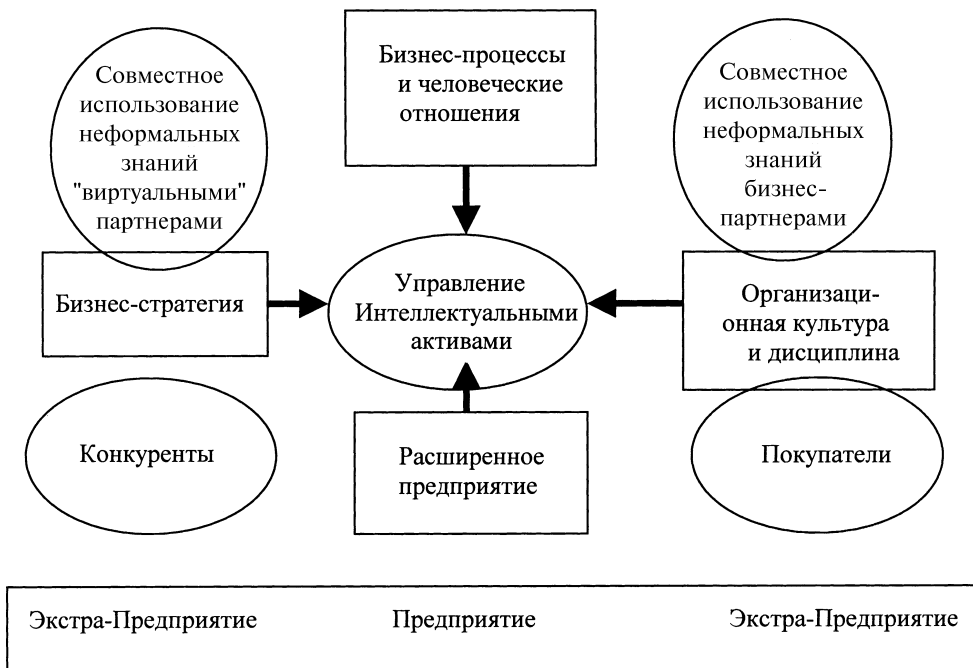 Совместное
использование
неформальных
знаний
"виртуальными"
партнерами
Бизнес-процессы
и человеческие
отношения
Совместное
использование
неформальных
знаний
бизнес-
партнерами
Бизнес-стратегия
Управление
Интеллектуальными
активами
Организаци-
онная культура
и дисциплина
Конкуренты
Расширенное
предприятие
Покупатели
Экстра-Предприятие
Предприятие
Экстра-Предприятие